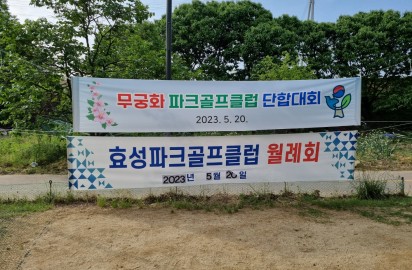 무궁화 파크골프클럽 단합대회
2023. 5. 20.
효성파크골프클럽 월례회
2023년 5월 20일